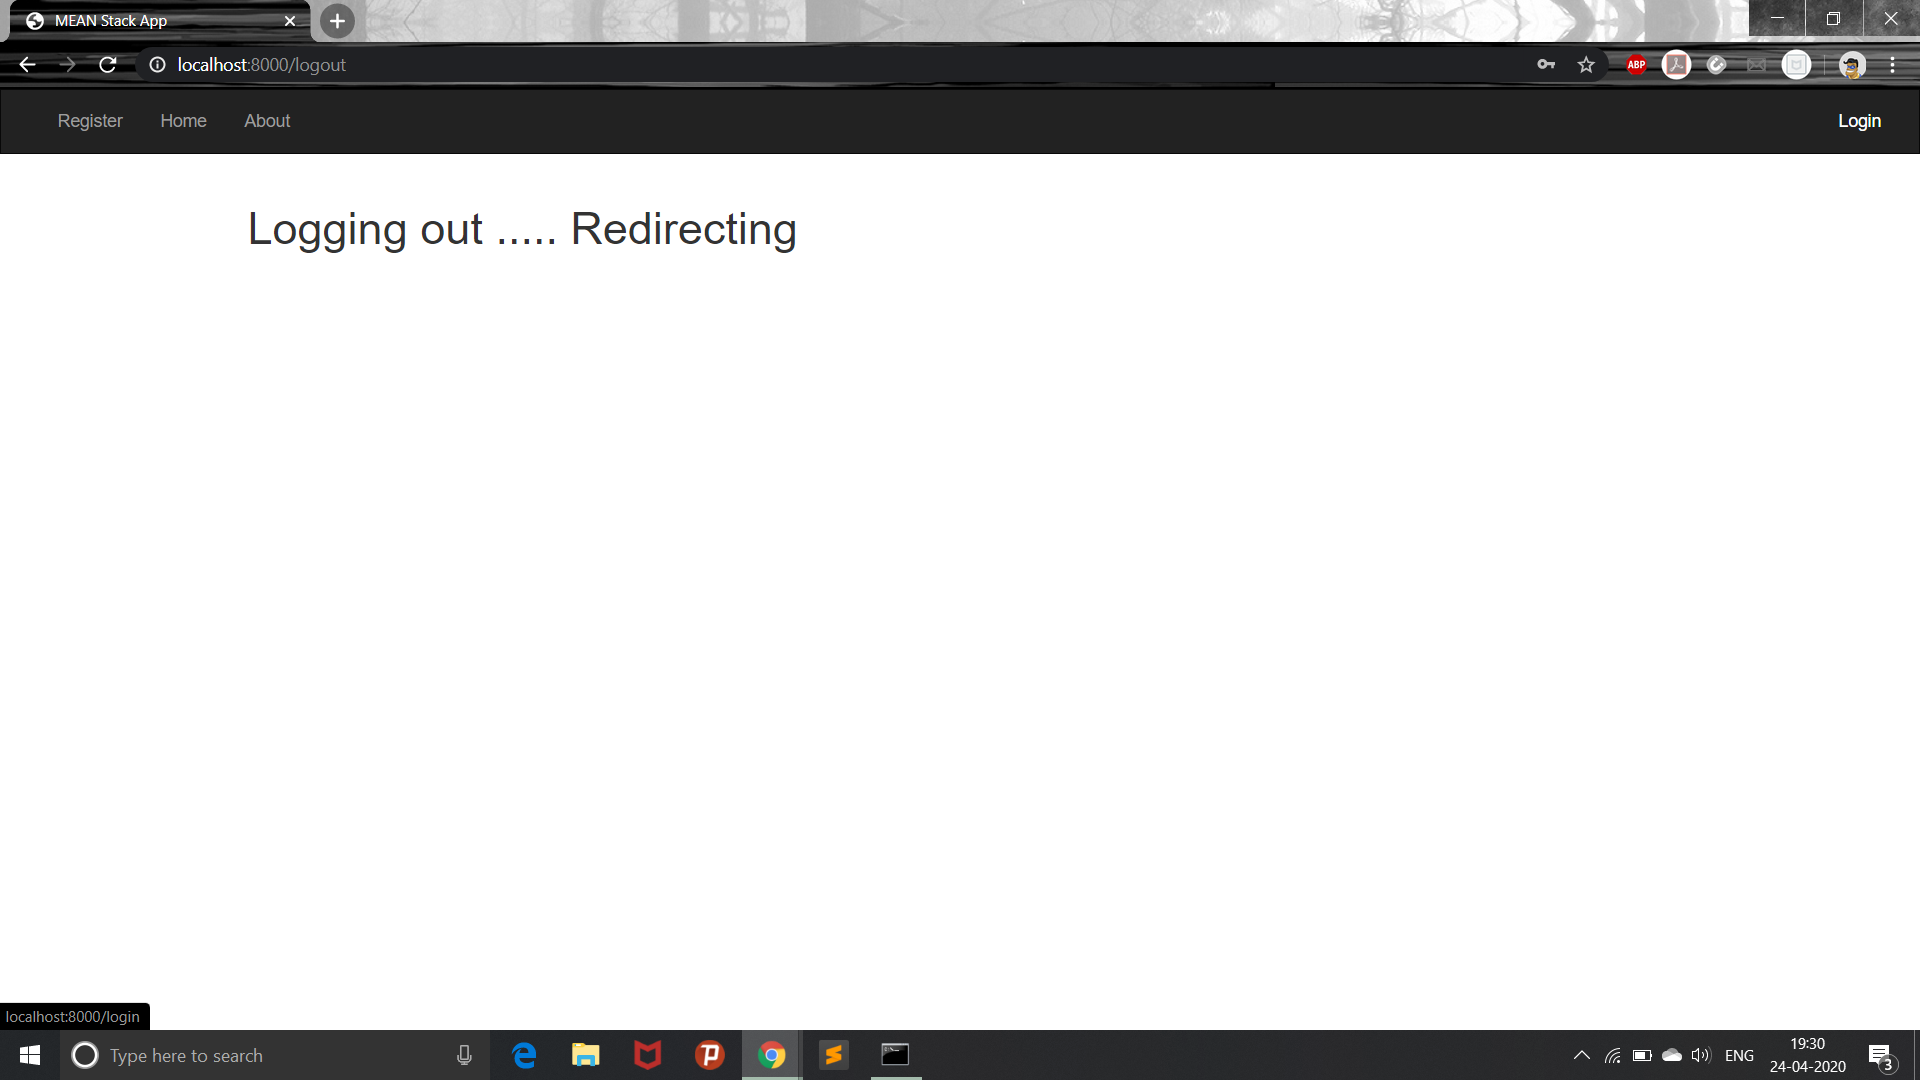 MEAN Stack App
localhost:8000/logout
ABP
Register Home About Login
Logging out ..... Redirecting
localhost:8000/login
Type here to search
ENG
19:30
24-04-2020
3